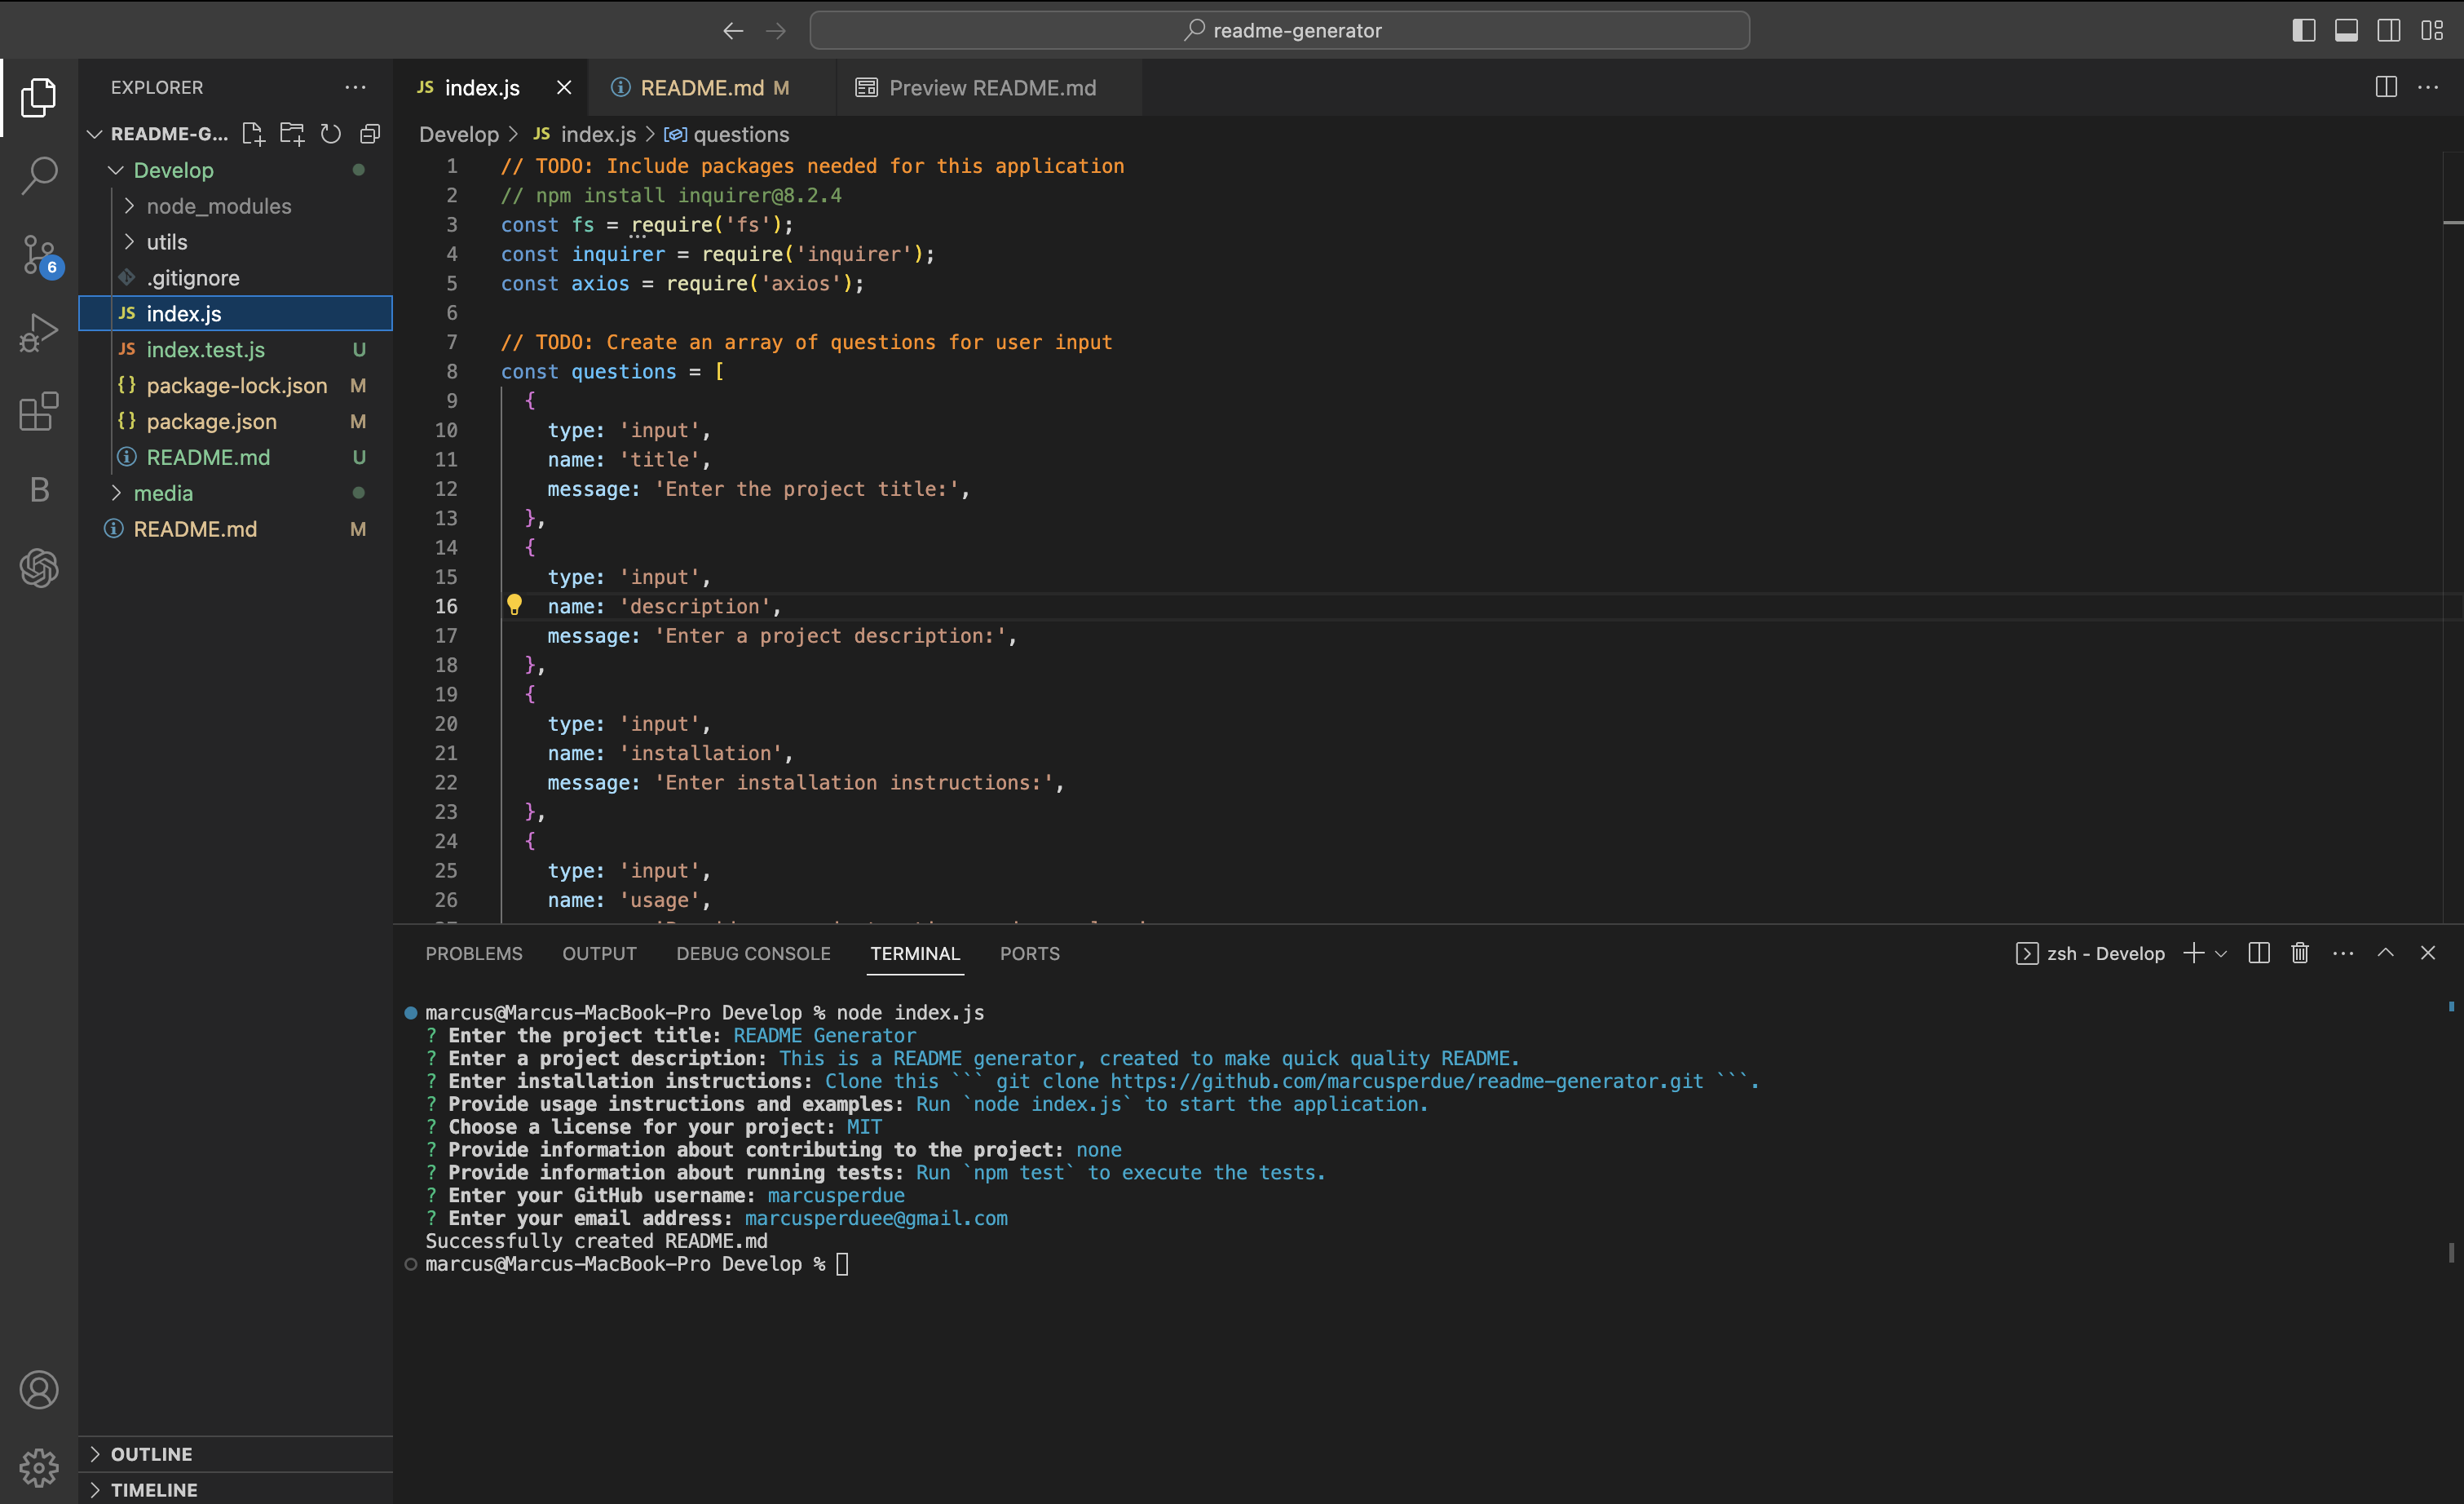 readme-generator
EXPLORER
README-G...
Develop
node_modules
utils
.gitignore
JS index.js
JS index.test.js U
{} package-lock.json M
{} package.json M
README.md U
media
README.md M
6
B
OUTLINE
TIMELINE
JS index.js
README.md M
Preview README.md
Develop > JS index.js > questions
1 // TODO: Include packages needed for this application
2 // npm install inquirer@8.2.4
3 const fs = require('fs');
4 const inquirer = require('inquirer');
5 const axios = require('axios');
6
7 // TODO: Create an array of questions for user input
8 const questions = [
9 {
10 type: 'input',
11 name: 'title',
12 message: 'Enter the project title:',
13 },
14 {
15 type: 'input',
16 name: 'description',
17 message: 'Enter a project description:',
18 },
19 {
20 type: 'input',
21 name: 'installation',
22 message: 'Enter installation instructions:',
23 },
24 {
25 type: 'input',
26 name: 'usage',
PROBLEMS OUTPUT DEBUG CONSOLE TERMINAL PORTS
zsh - Develop
marcus@Marcus-MacBook-Pro Develop % node index.js
? Enter the project title: README Generator
? Enter a project description: This is a README generator, created to make quick quality README.
? Enter installation instructions: Clone this ``` git clone https://github.com/marcusperdue/readme-generator.git ```.
? Provide usage instructions and examples: Run `node index.js` to start the application.
? Choose a license for your project: MIT
? Provide information about contributing to the project: none
? Provide information about running tests: Run `npm test` to execute the tests.
? Enter your GitHub username: marcusperdue
? Enter your email address: marcusperduee@gmail.com
Successfully created README.md
marcus@Marcus-MacBook-Pro Develop %